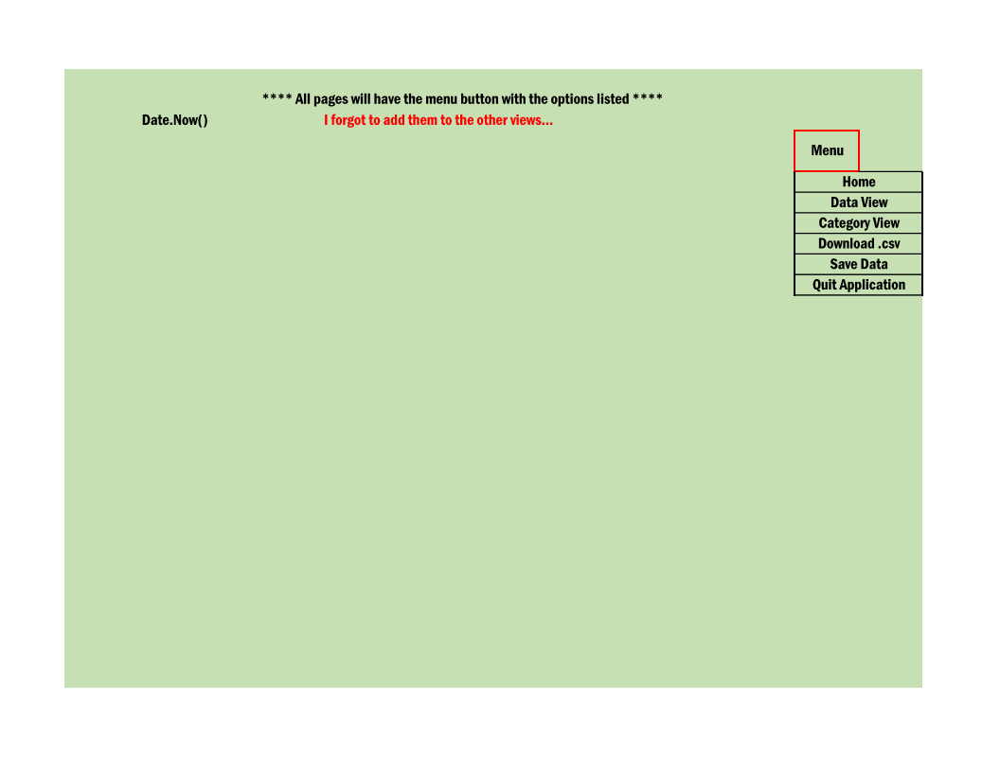 **** All pages will have the menu button with the options listed ****
Date.Now()
I forgot to add them to the other views...
Menu
Home
Data View
Category View
Download .csv
Save Data
Quit Application